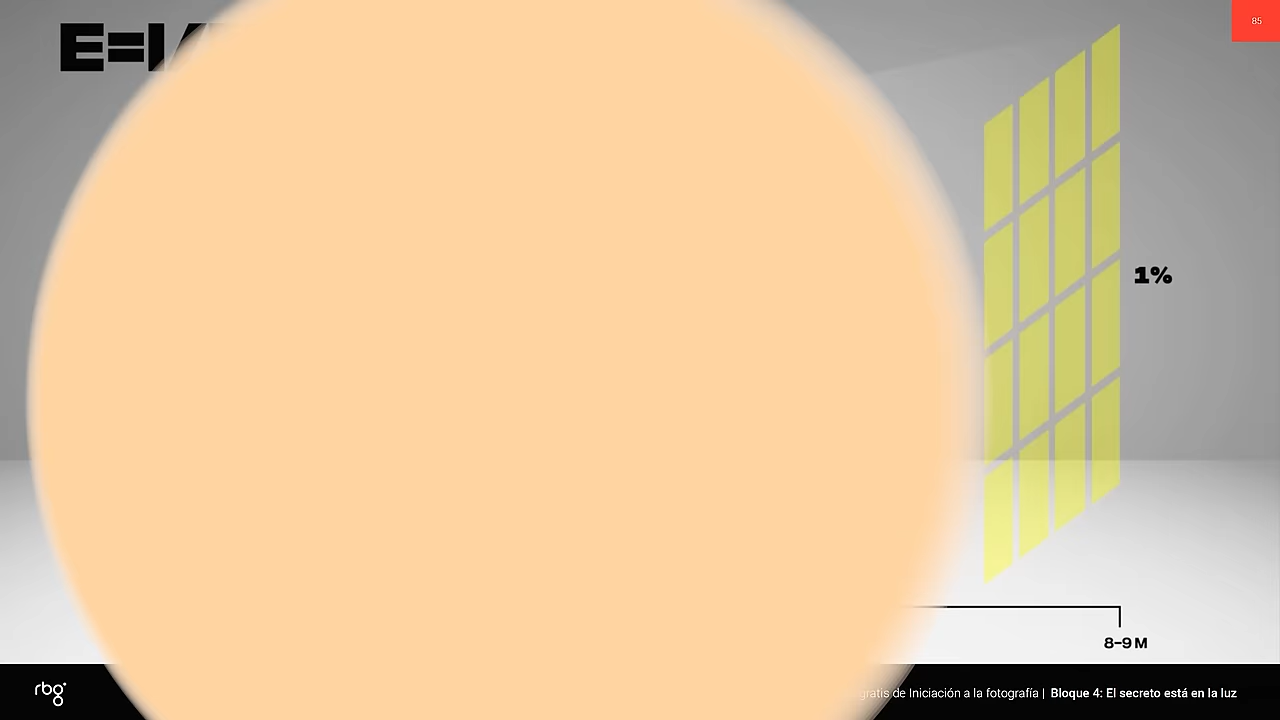 E=I
85
1%
8-9 M
rbg
gratis de Iniciación a la fotografía | Bloque 4: El secreto está en la luz